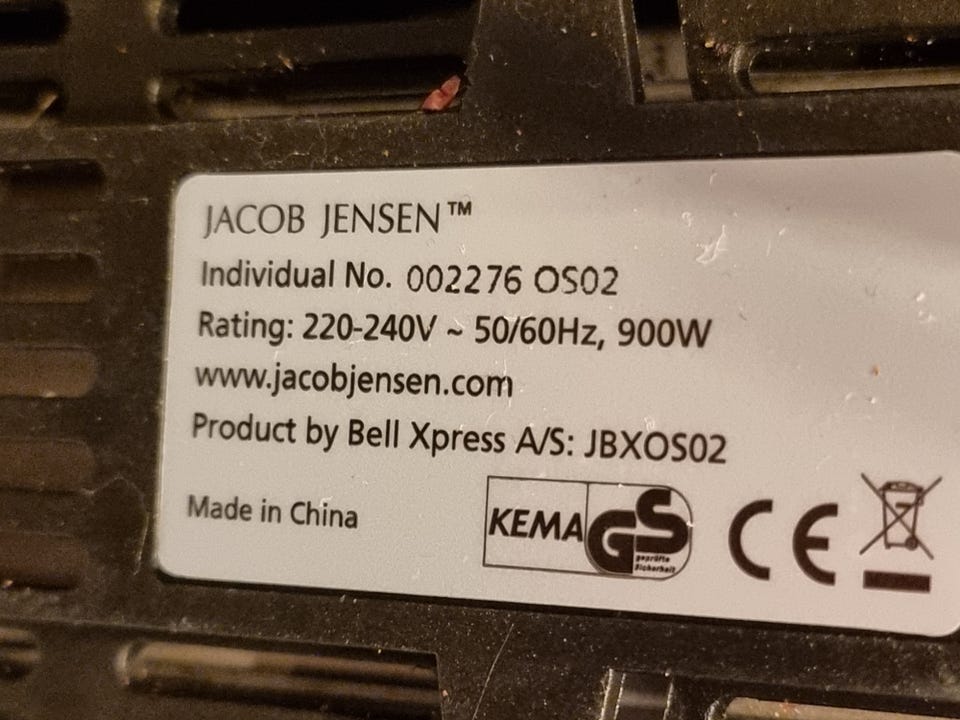 JACOB JENSEN™
Individual No. 002276 OS02
Rating: 220-240V ~ 50/60Hz, 900W
www.jacobjensen.com
Product by Bell Xpress A/S: JBXOS02
Made in China
KEMA GS
geprüfte
Sicherheit
CE